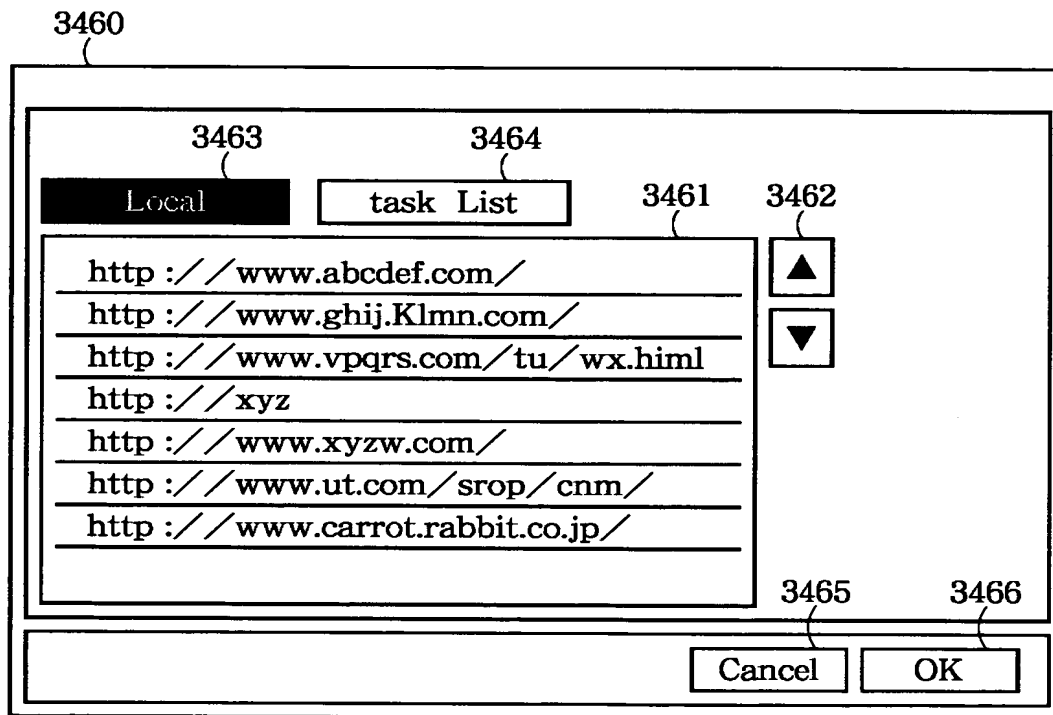 3460
3463 3464
Local task List 3461 3462
http://www.abcdef.com/ ▲
http://www.ghij.Klmn.com/
http://www.vpqrs.com/tu/wx.himl ▼
http://xyz
http://www.xyzw.com/
http://www.ut.com/srop/cnm/
http://www.carrot.rabbit.co.jp/
3465 3466
Cancel OK